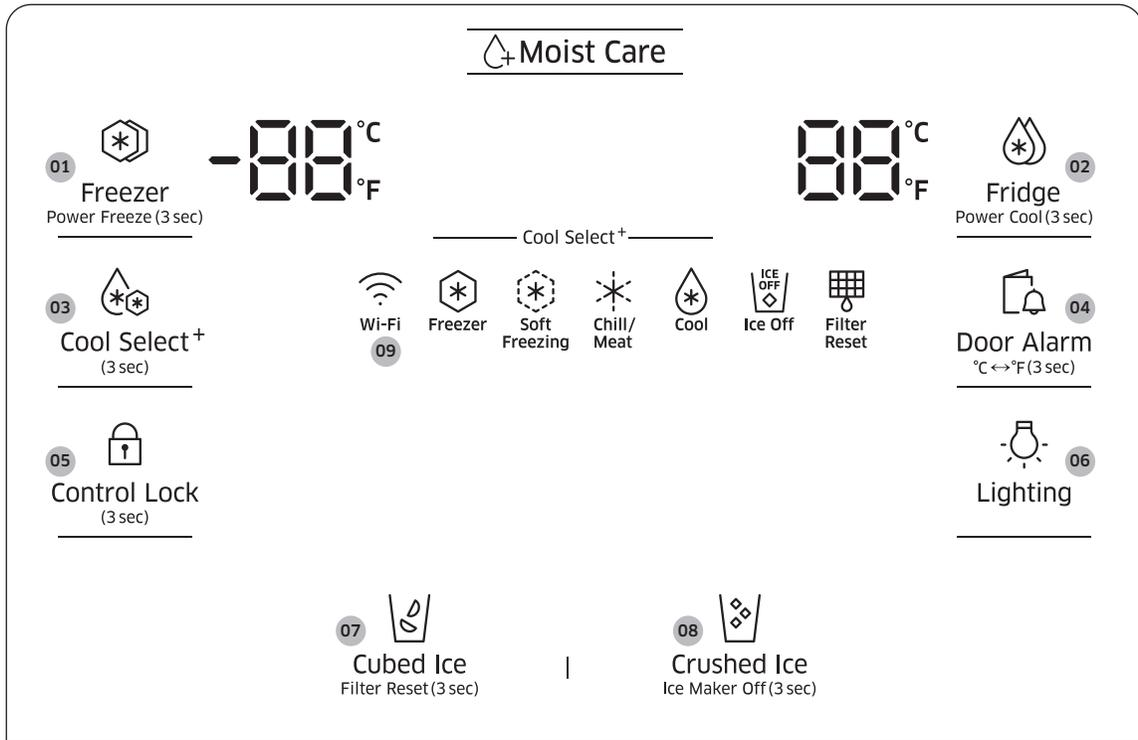 Moist Care
01
Freezer
Power Freeze (3 sec)
-88 °C °F
88 °C °F
02
Fridge
Power Cool (3 sec)
Cool Select+
03
Cool Select+
(3 sec)
Wi-Fi
09
Freezer
Soft
Freezing
Chill/
Meat
Cool
ICE
OFF
Ice Off
Filter
Reset
04
Door Alarm
°C ↔ °F (3 sec)
05
Control Lock
(3 sec)
06
Lighting
07
Cubed Ice
Filter Reset (3 sec)
|
08
Crushed Ice
Ice Maker Off (3 sec)